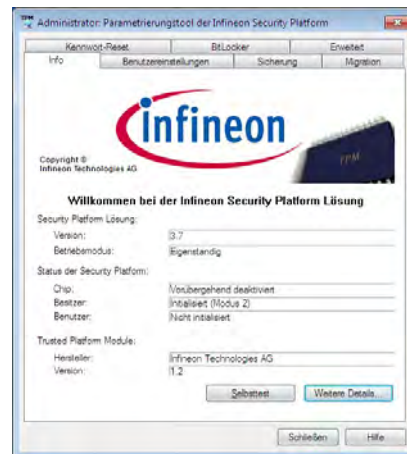 Administrator: Parametrierungstool der Infineon Security Platform
Kennwort-Reset BitLocker Erweitert
Info Benutzereinstellungen Sicherung Migration
infineon
TPM
Copyright ©
Infineon Technologies AG
Willkommen bei der Infineon Security Platform Lösung
Security Platform Lösung:
Version: 3.7
Betriebsmodus: Eigenständig
Status der Security Platform:
Chip: Vorübergehend deaktiviert
Besitzer: Initialisiert (Modus 2)
Benutzer: Nicht initialisiert
Trusted Platform Module:
Hersteller: Infineon Technologies AG
Version: 1.2
Selbsttest Weitere Details...
Schließen Hilfe